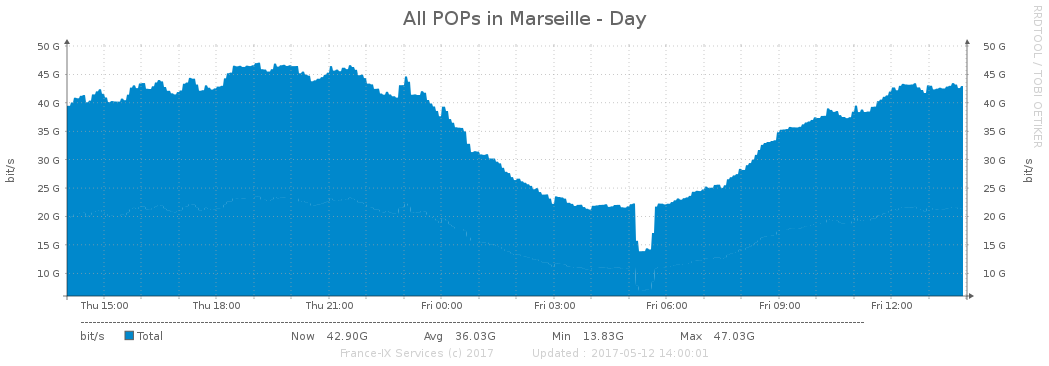 All POPs in Marseille - Day
RRDTOOL / TOBI OETIKER
50 G 50 G
45 G 45 G
40 G 40 G
35 G 35 G
30 G 30 G
25 G 25 G
20 G 20 G
15 G 15 G
10 G 10 G
bit/s bit/s
Thu 15:00 Thu 18:00 Thu 21:00 Fri 00:00 Fri 03:00 Fri 06:00 Fri 09:00 Fri 12:00
bit/s Total Now 42.90G Avg 36.03G Min 13.83G Max 47.03G
France-IX Services (c) 2017 Updated : 2017-05-12 14:00:01